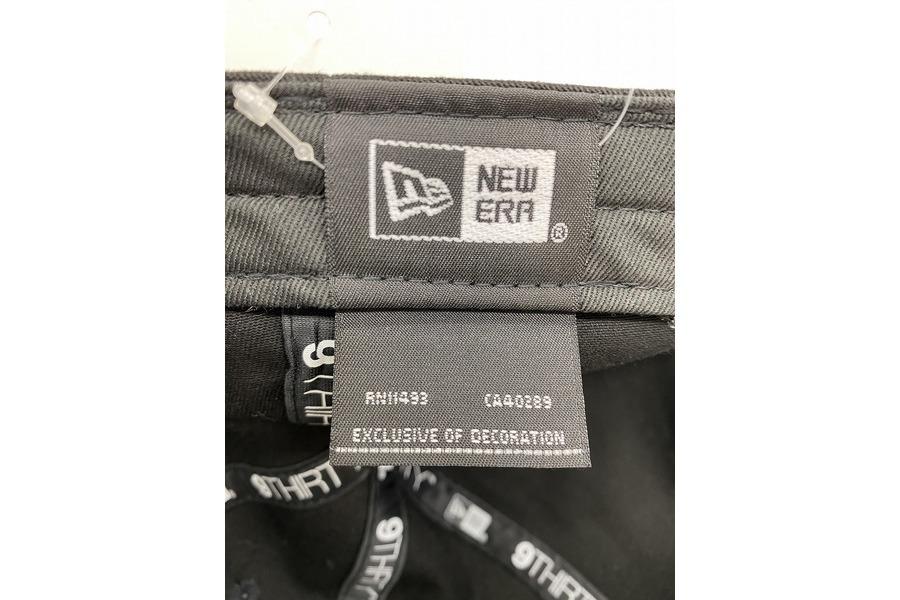 NEW
ERA
®
RN11493 CA40289
EXCLUSIVE OF DECORATION
9THIRTY
9THIRTY
9THIRTY